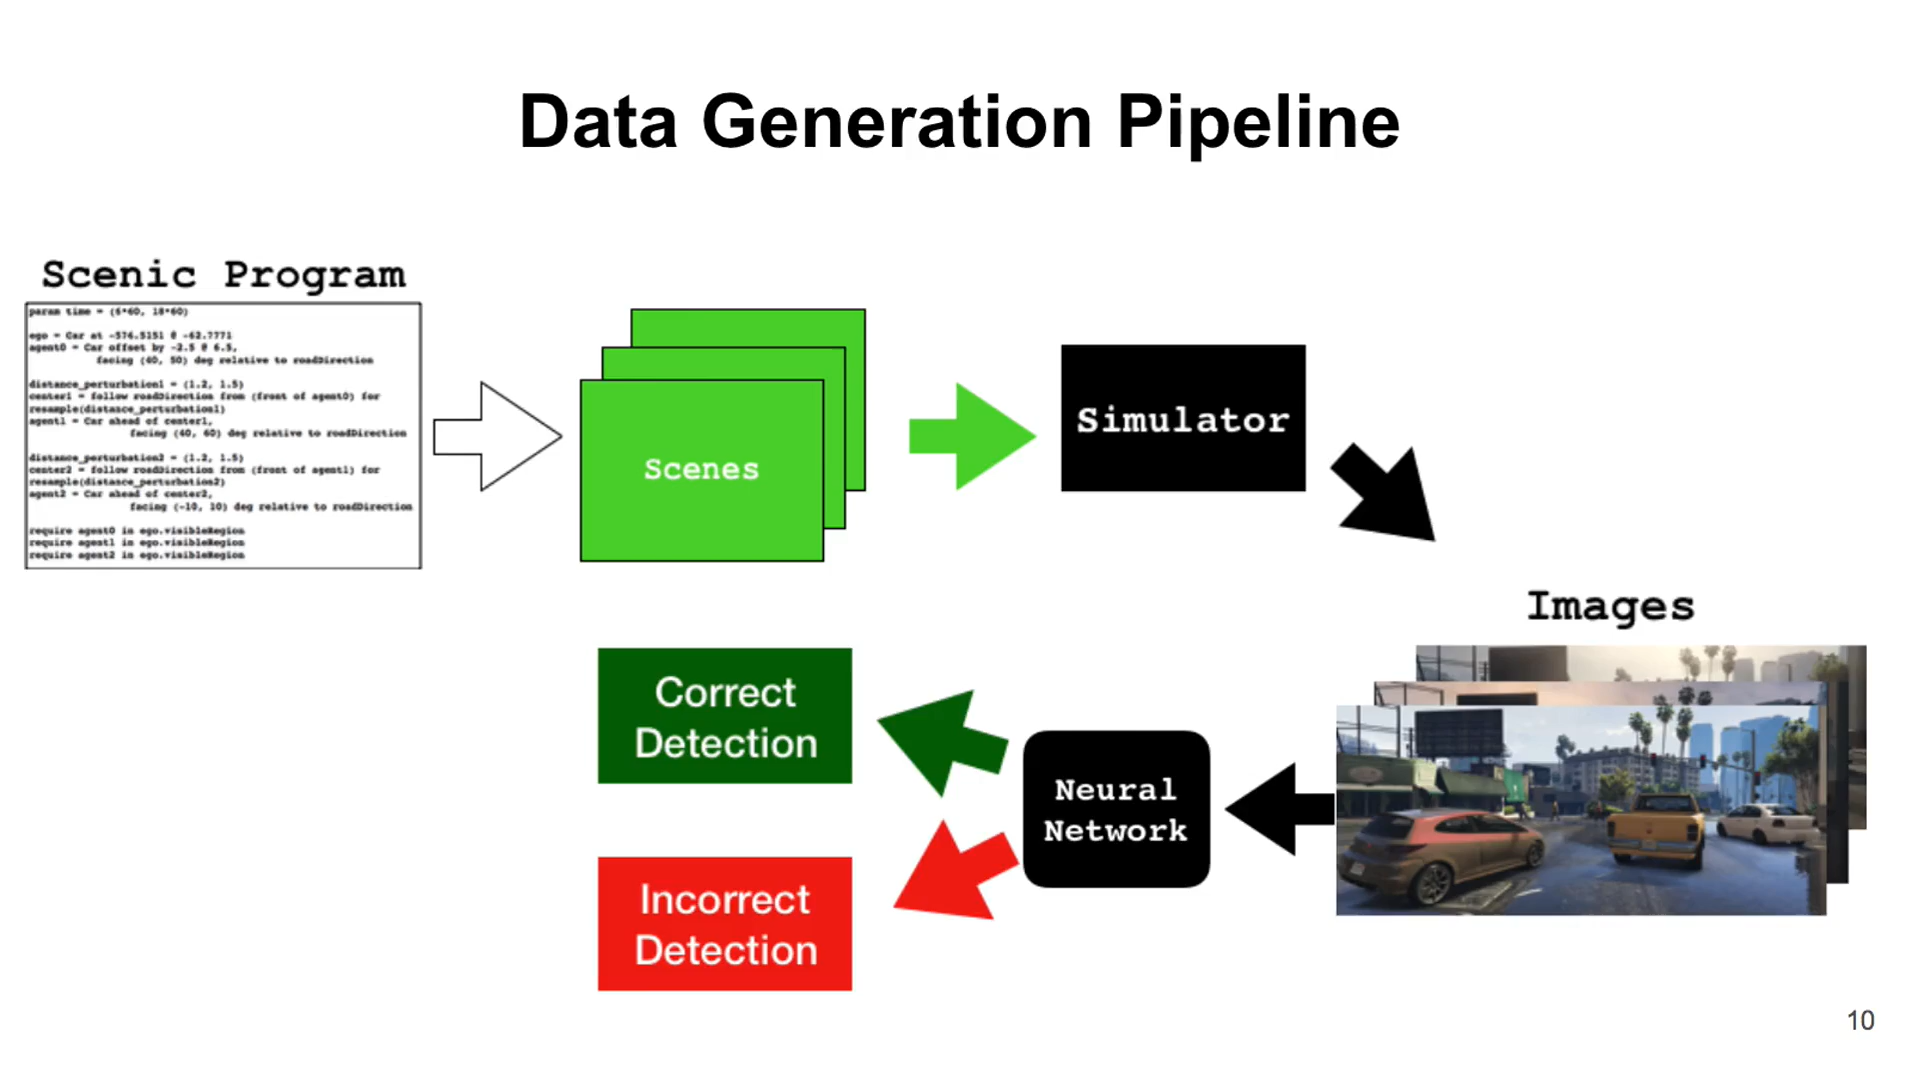 Data Generation Pipeline
Scenic Program
param time = (6*60, 18*60)
ego = Car at -576.5151 @ -62.7771
agent0 = Car offset by -2.5 @ 6.5,
facing (40, 50) deg relative to roadDirection
distance_perturbation1 = (1.2, 1.5)
center1 = follow roadDirection from (front of agent0) for
resample(distance_perturbation1)
agent1 = Car ahead of center1,
facing (40, 60) deg relative to roadDirection
distance_perturbation2 = (1.2, 1.5)
center2 = follow roadDirection from (front of agent1) for
resample(distance_perturbation2)
agent2 = Car ahead of center2,
facing (-10, 10) deg relative to roadDirection
require agent0 in ego.visibleRegion
require agent1 in ego.visibleRegion
require agent2 in ego.visibleRegion
Scenes
Simulator
Images
Neural
Network
Correct
Detection
Incorrect
Detection
10